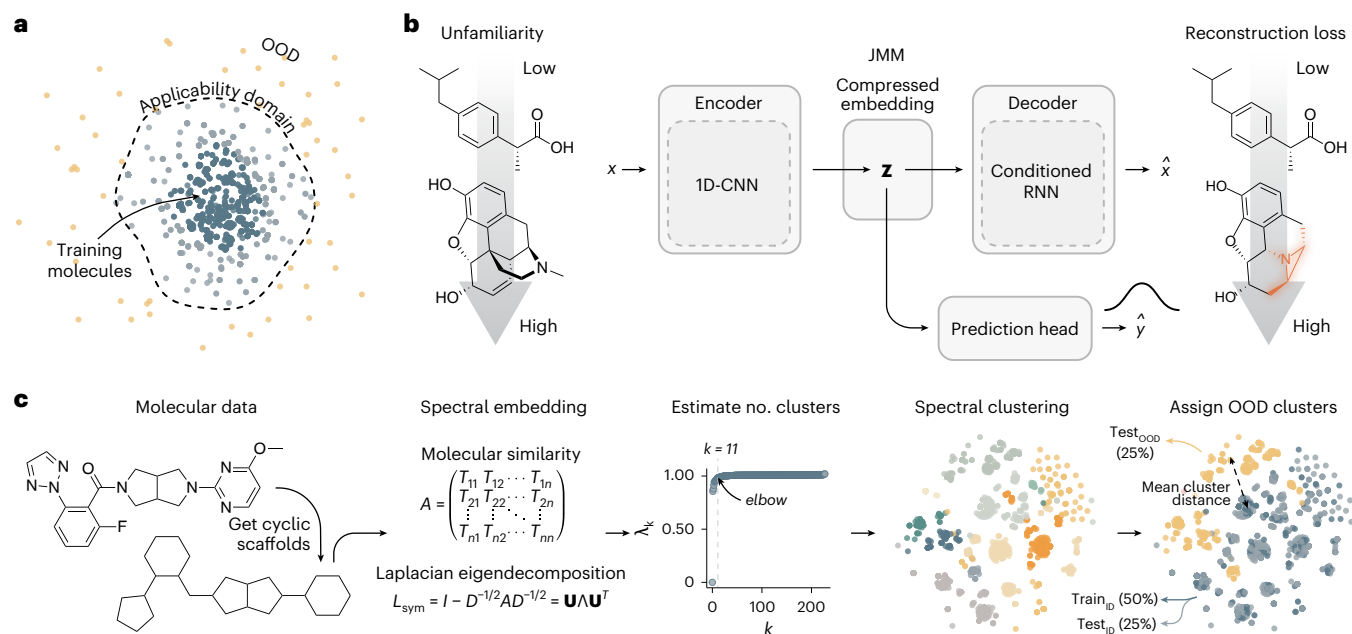 a
OOD
Applicability domain
Training
molecules
b
Unfamiliarity
Low
O
OH
HO
O
N
HO
High
x
Encoder
1D-CNN
JMM
Compressed
embedding
z
Decoder
Conditioned
RNN
x̂
Prediction head
ŷ
Reconstruction loss
Low
O
OH
HO
O
N
HO
High
c
Molecular data
N
N
N
O
N
N
N
N
O
F
Get cyclic
scaffolds
Spectral embedding
Molecular similarity
A = (T11 T12 ··· T1n
T21 T22 ··· T2n
⋮ ⋮ ⋱ ⋮
Tn1 Tn2 ··· Tnn)
Laplacian eigendecomposition
Lsym = I – D^–1/2AD^–1/2 = UΛU^T
Estimate no. clusters
k = 11
1.00
elbow
0.50
0
λk
0 100 200
k
Spectral clustering
Assign OOD clusters
TestOOD
(25%)
Mean cluster
distance
TrainID (50%)
TestID (25%)